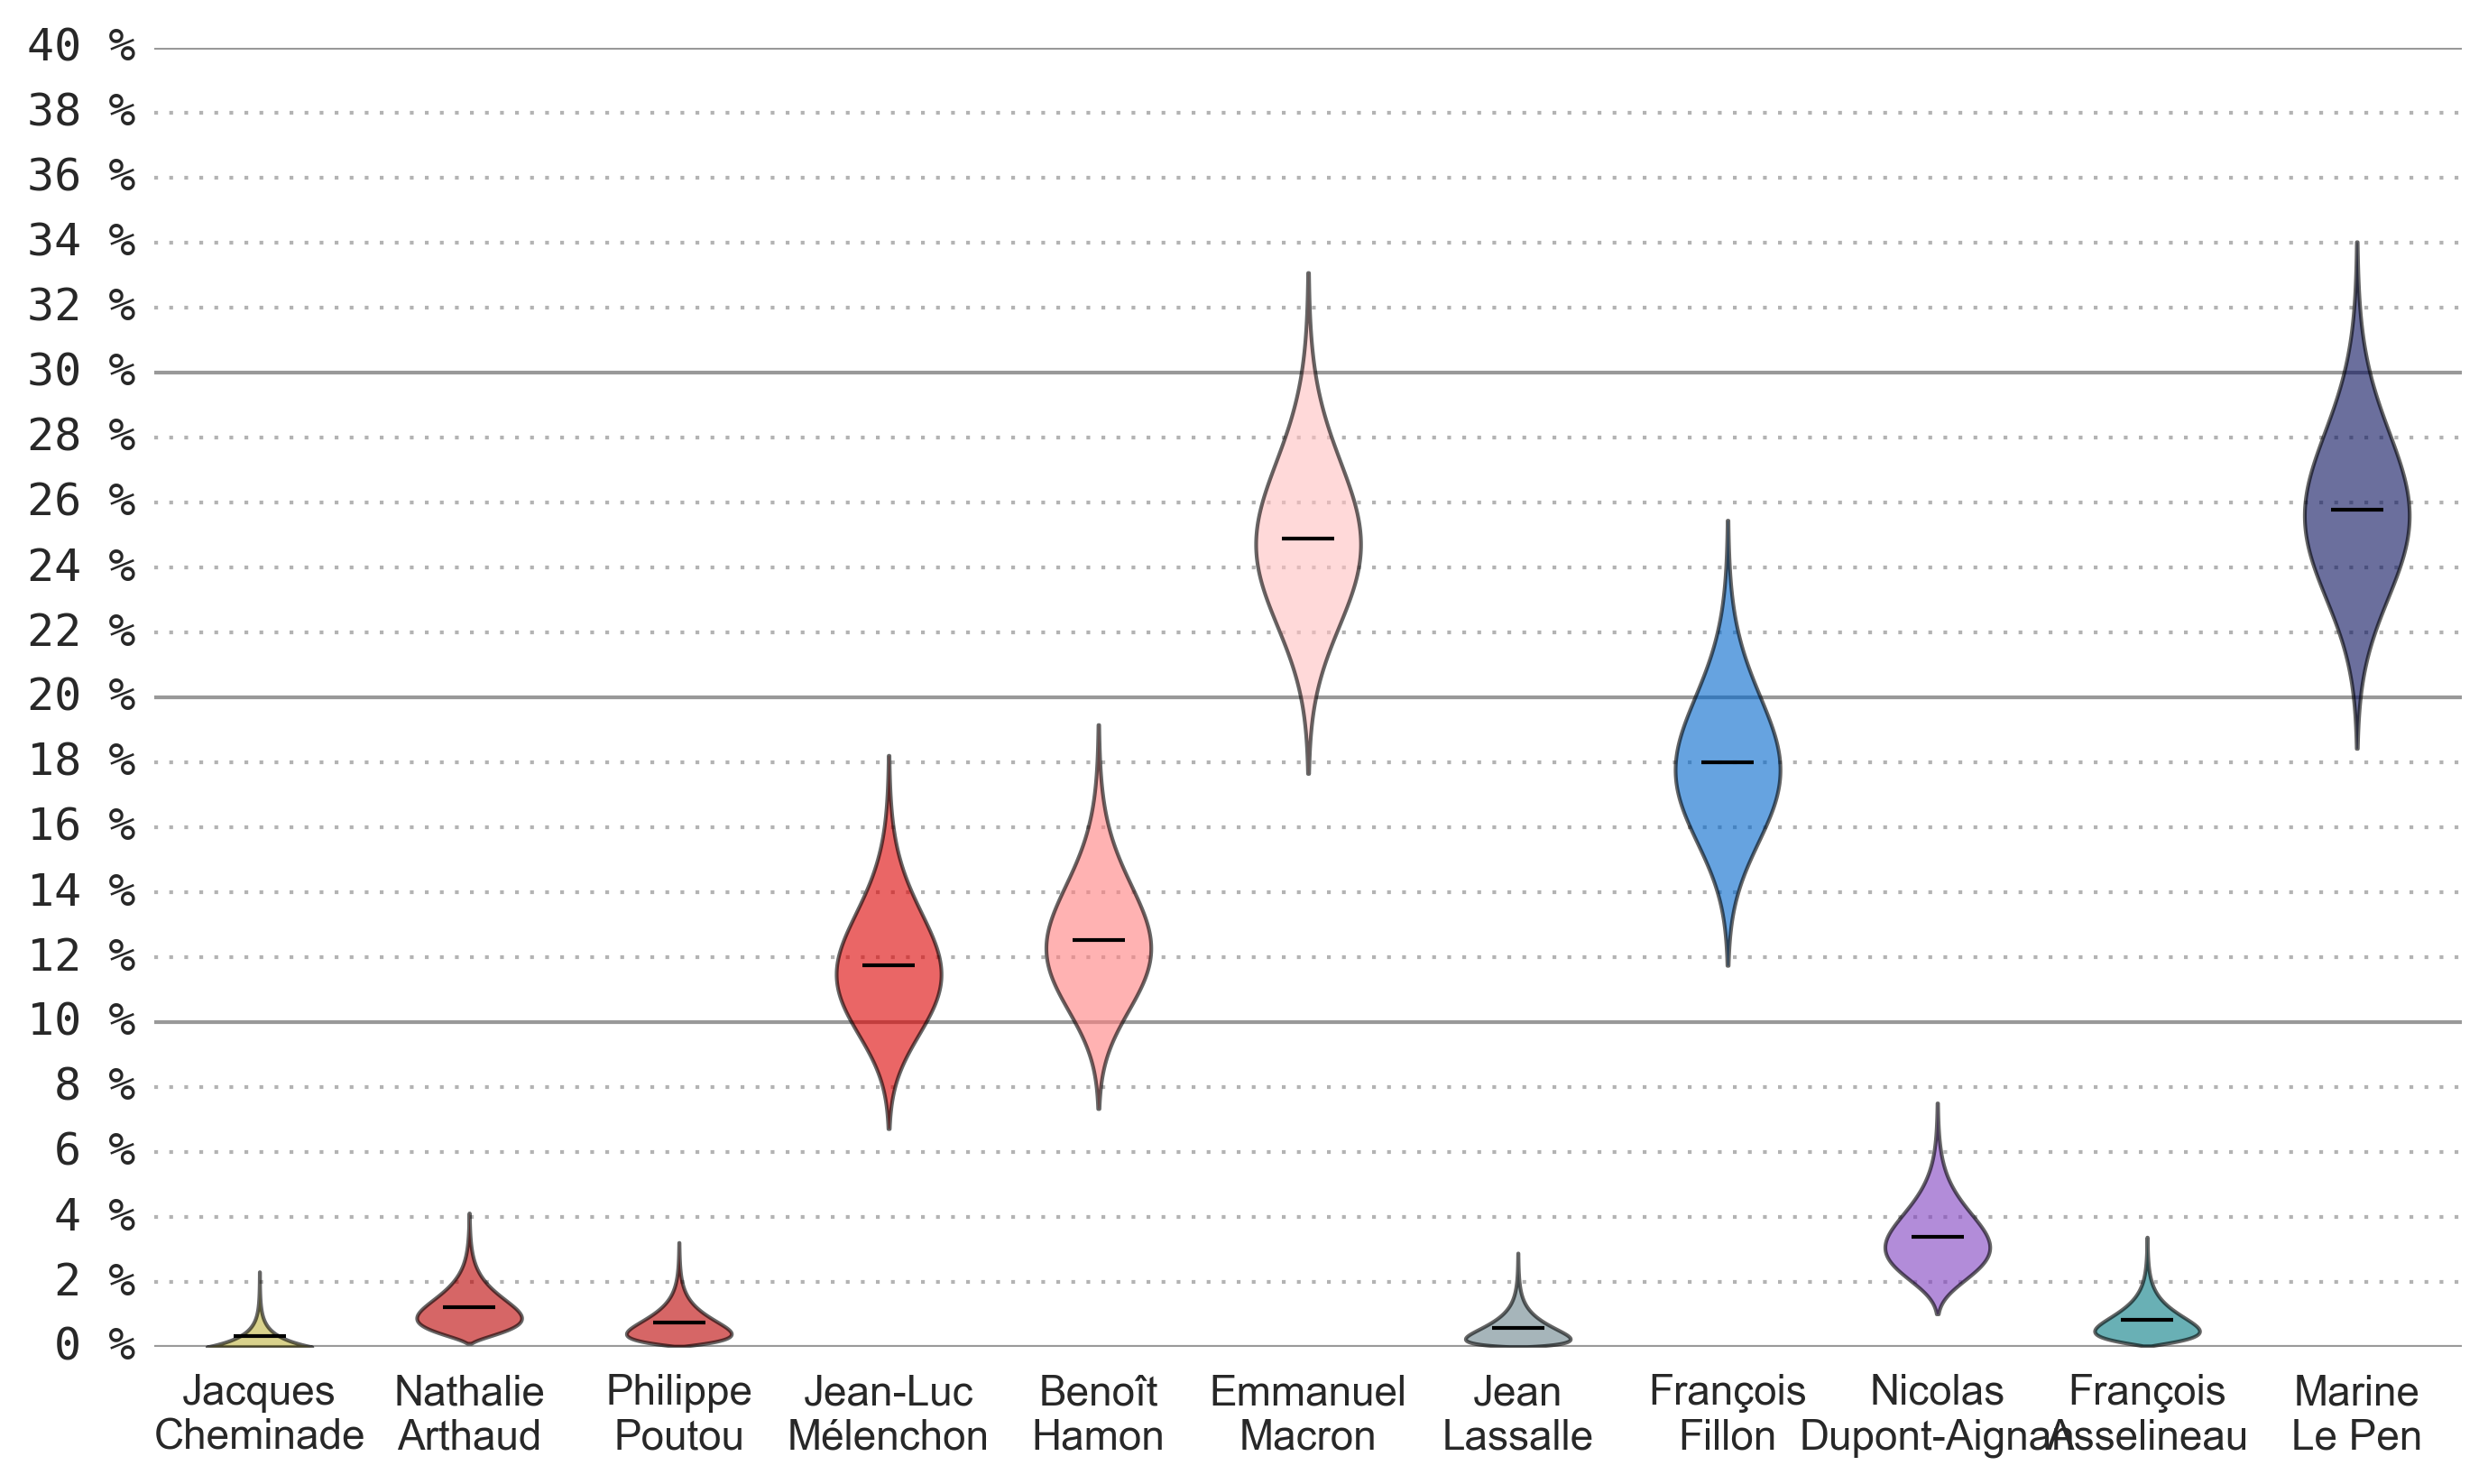 40 %
38 %
36 %
34 %
32 %
30 %
28 %
26 %
24 %
22 %
20 %
18 %
16 %
14 %
12 %
10 %
8 %
6 %
4 %
2 %
0 %
Jacques
Cheminade
Nathalie
Arthaud
Philippe
Poutou
Jean-Luc
Mélenchon
Benoît
Hamon
Emmanuel
Macron
Jean
Lassalle
François
Fillon
Nicolas
Dupont-Aignan
François
Asselineau
Marine
Le Pen